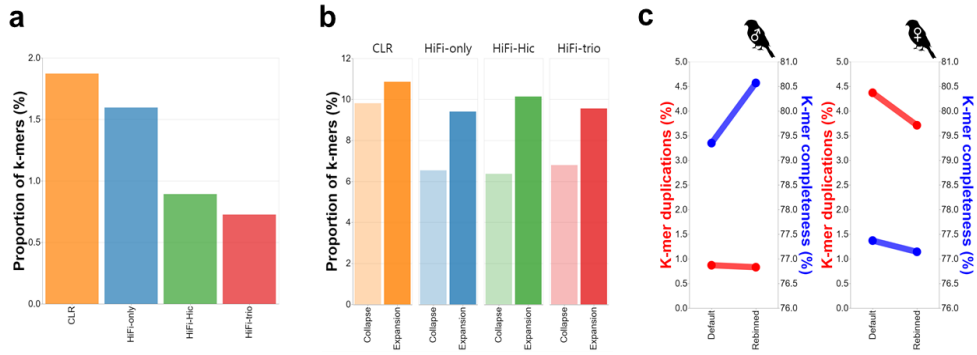 a
Proportion of k-mers (%)
2.0
1.5
1.0
0.5
0.0
CLR
HiFi-only
HiFi-Hic
HiFi-trio
b
CLR
HiFi-only
HiFi-Hic
HiFi-trio
Proportion of k-mers (%)
12
10
8
6
4
2
0
Collapse
Expansion
Collapse
Expansion
Collapse
Expansion
Collapse
Expansion
c
♂
K-mer duplications (%)
5.0
4.5
4.0
3.5
3.0
2.5
2.0
1.5
1.0
0.5
0.0
81.0
80.5
80.0
79.5
79.0
78.5
78.0
77.5
77.0
76.5
76.0
K-mer completeness (%)
Default
Rebinned
♀
K-mer duplications (%)
5.0
4.5
4.0
3.5
3.0
2.5
2.0
1.5
1.0
0.5
0.0
81.0
80.5
80.0
79.5
79.0
78.5
78.0
77.5
77.0
76.5
76.0
K-mer completeness (%)
Default
Rebinned